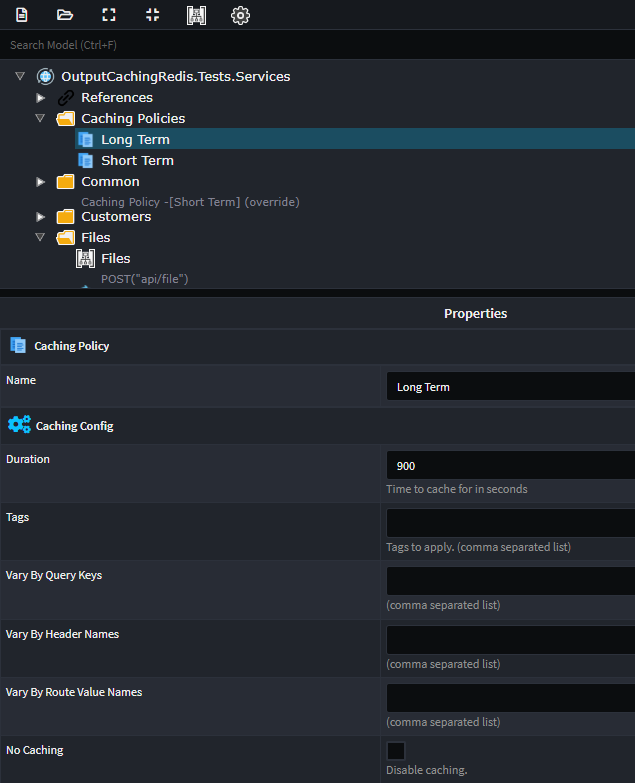 Search Model (Ctrl+F)
OutputCachingRedis.Tests.Services
References
Caching Policies
Long Term
Short Term
Common
Caching Policy -[Short Term] (override)
Customers
Files
Files
POST("api/file")
Properties
Caching Policy
Name
Long Term
Caching Config
Duration
900
Time to cache for in seconds
Tags
Tags to apply. (comma separated list)
Vary By Query Keys
(comma separated list)
Vary By Header Names
(comma separated list)
Vary By Route Value Names
(comma separated list)
No Caching
Disable caching.